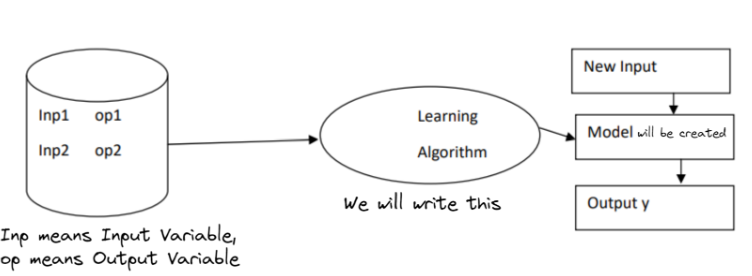 Inp1 op1
Inp2 op2
Inp means Input Variable,
op means Output Variable
Learning
Algorithm
We will write this
New Input
Model will be created
Output y